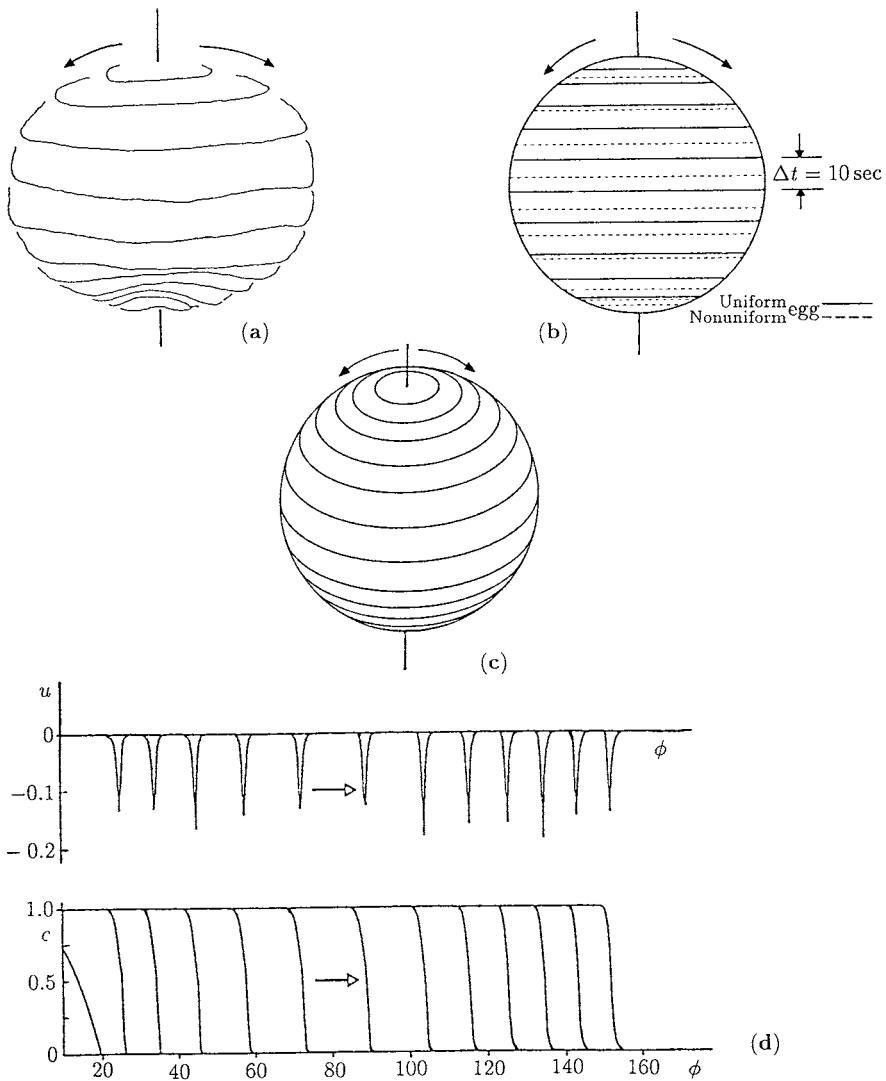 Δt = 10 sec
Uniform
Nonuniform
egg
(a)
(b)
(c)
u
0
−0.1
−0.2
ϕ
1.0
c
0.5
0
20
40
60
80
100
120
140
160
ϕ
(d)